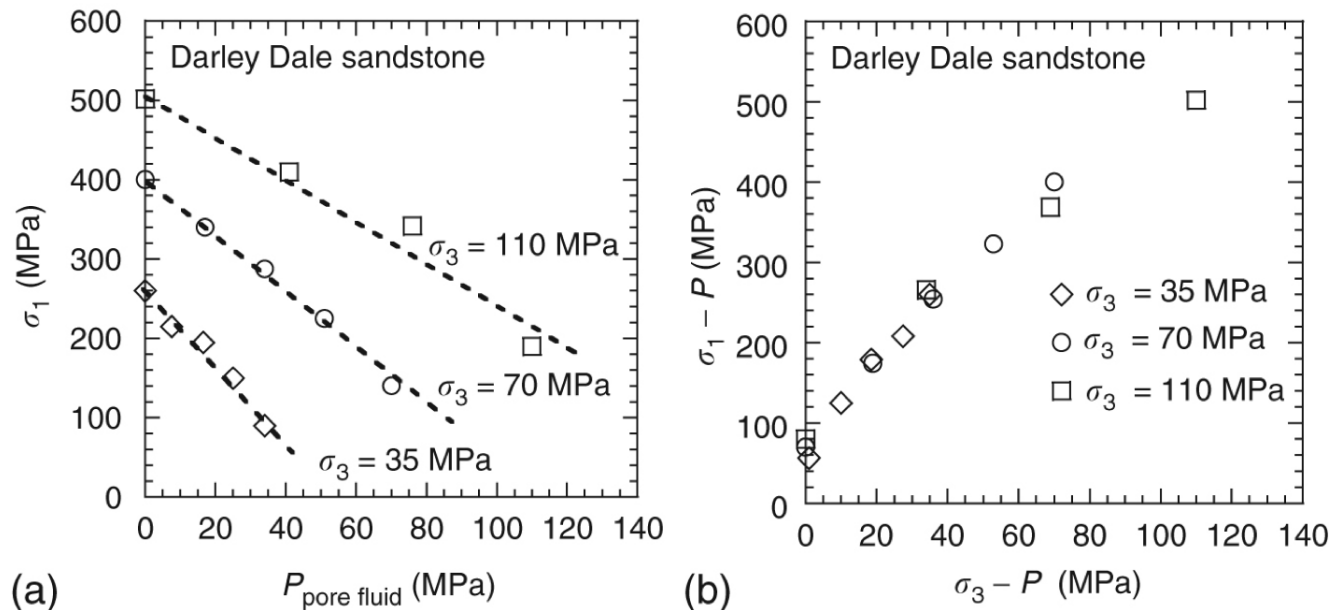 Darley Dale sandstone
600
500
400
300
200
100
0
σ₁ (MPa)
σ₃ = 110 MPa
σ₃ = 70 MPa
σ₃ = 35 MPa
0 20 40 60 80 100 120 140
P pore fluid (MPa)
(a)
Darley Dale sandstone
600
500
400
300
200
100
0
σ₁ – P (MPa)
σ₃ = 35 MPa
σ₃ = 70 MPa
σ₃ = 110 MPa
0 20 40 60 80 100 120 140
σ₃ – P (MPa)
(b)